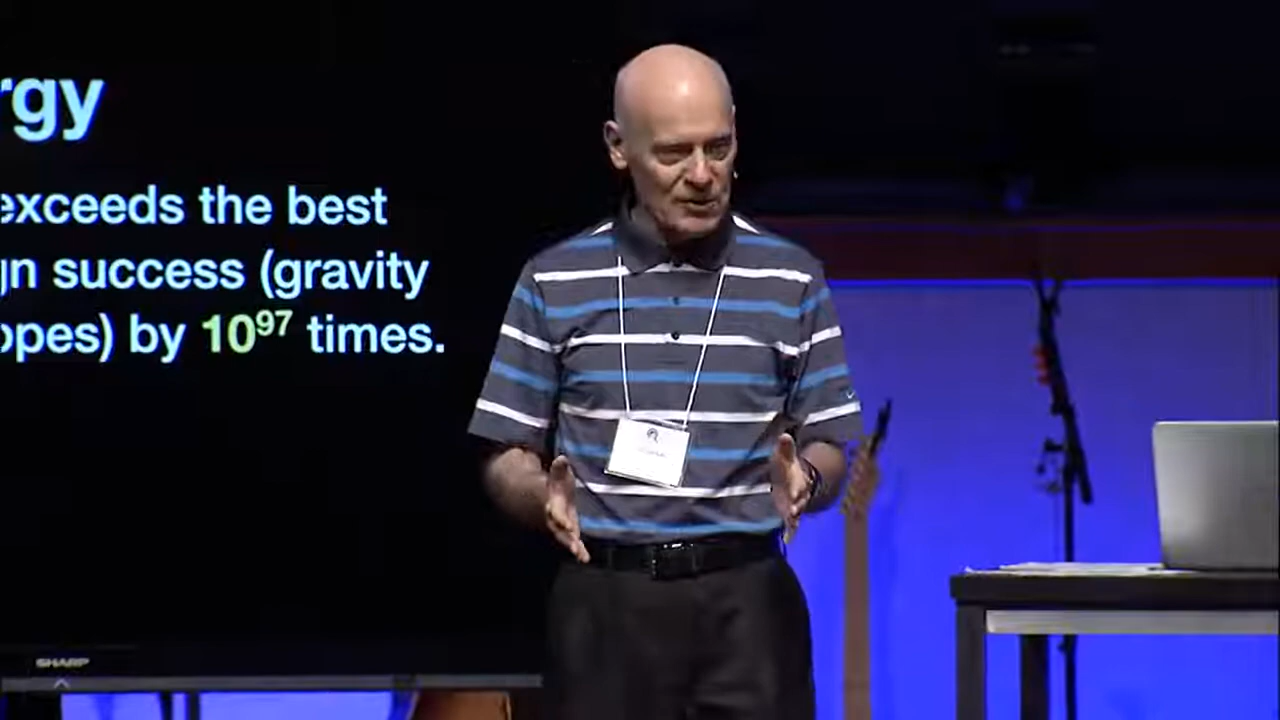 rgy
exceeds the best
gn success (gravity
opes) by 10⁹⁷ times.
SHARP